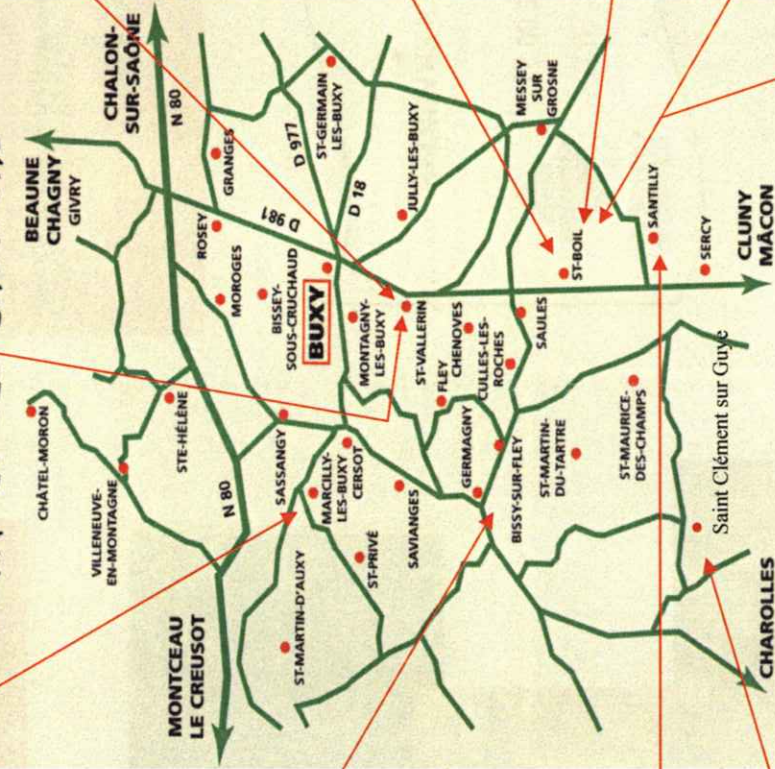 BEAUNE
CHAGNY
GIVRY
CHALON-
SUR-SAÔNE
N 80
CHÂTEL-MORON
VILLENEUVE-
EN-MONTAGNE
STE-HÉLÈNE
N 80
MONTCEAU
LE CREUSOT
ROSEY
GRANGES
D 981
D 977
ST-GERMAIN
LES-BUXY
D 18
MOROGES
BISSEY-
SOUS-CRUCHAUD
BUXY
JULLY-LES-BUXY
SASSANGY
MARCILLY-
LES-BUXY
CERSOT
MONTAGNY-
LES-BUXY
ST-VALLERIN
ST-MARTIN-D'AUXY
ST-PRIVÉ
SAVIANGES
FLEY
CHENOVES
CULLES-LES-
ROCHES
GERMAGNY
BISSY-SUR-FLEY
SAULES
MESSEY
SUR
GROSNE
ST-BOIL
ST-MARTIN-
DU-TARTRE
ST-MAURICE-
DES-CHAMPS
SANTILLY
SERCY
Saint Clément sur Guye
CHAROLLES
CLUNY
MÂCON